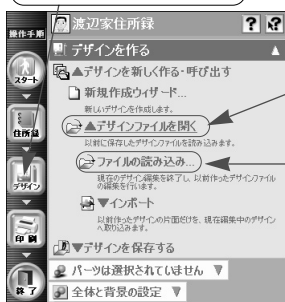 操作手順
渡辺家住所録
? ?
デザインを作る ▲
スタート
▲デザインを新しく作る・呼び出す
新規作成ウィザード...
新しいデザインを作成します。
住所録
▲デザインファイルを開く
以前に保存したデザインファイルを読み込みます。
ファイルの読み込み...
現在のデザイン編集を終了し、以前作ったデザインファイルの編集を行います。
デザイン
▼インポート
以前作ったデザインの片面だけを、現在編集中のデザインへ取り込みます。
印刷
▼デザインを保存する
パーツは選択されていません ▼
終了
全体と背景の設定 ▼